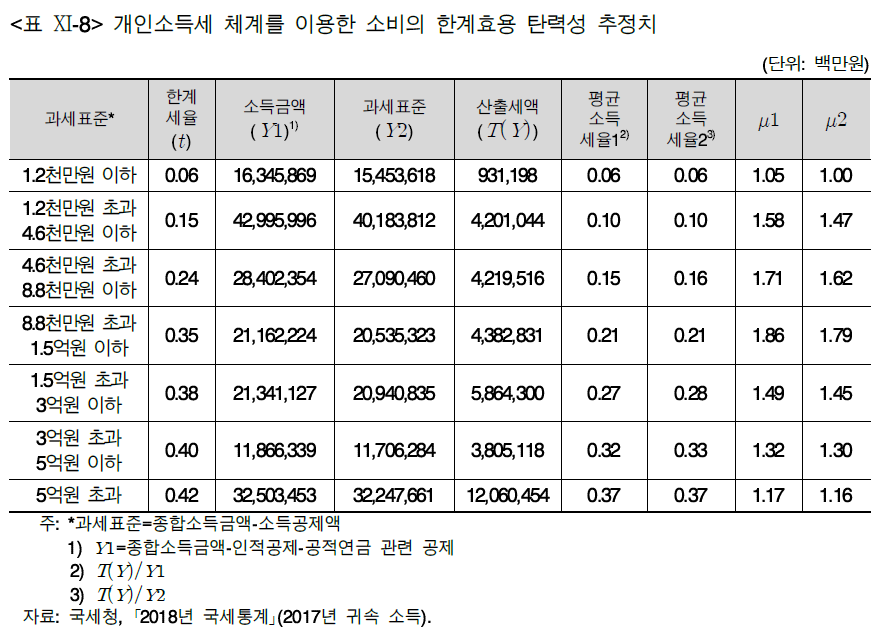 <표 Ⅺ-8> 개인소득세 체계를 이용한 소비의 한계효용 탄력성 추정치
(단위: 백만원)
과세표준* 한계세율(t) 소득금액(Y1)1) 과세표준(Y2) 산출세액(T(Y)) 평균소득세율12) 평균소득세율23) μ1 μ2
1.2천만원 이하 0.06 16,345,869 15,453,618 931,198 0.06 0.06 1.05 1.00
1.2천만원 초과 4.6천만원 이하 0.15 42,995,996 40,183,812 4,201,044 0.10 0.10 1.58 1.47
4.6천만원 초과 8.8천만원 이하 0.24 28,402,354 27,090,460 4,219,516 0.15 0.16 1.71 1.62
8.8천만원 초과 1.5억원 이하 0.35 21,162,224 20,535,323 4,382,831 0.21 0.21 1.86 1.79
1.5억원 초과 3억원 이하 0.38 21,341,127 20,940,835 5,864,300 0.27 0.28 1.49 1.45
3억원 초과 5억원 이하 0.40 11,866,339 11,706,284 3,805,118 0.32 0.33 1.32 1.30
5억원 초과 0.42 32,503,453 32,247,661 12,060,454 0.37 0.37 1.17 1.16
주: *과세표준=종합소득금액-소득공제액
1) Y1=종합소득금액-인적공제-공적연금 관련 공제
2) T(Y)/Y1
3) T(Y)/Y2
자료: 국세청, 「2018년 국세통계」(2017년 귀속 소득).